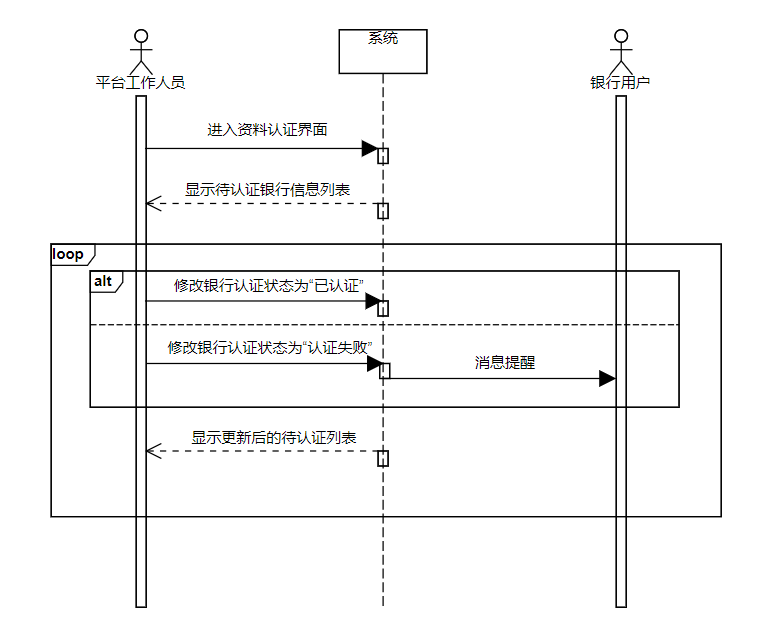 系统
平台工作人员
银行用户
进入资料认证界面
显示待认证银行信息列表
loop
alt
修改银行认证状态为“已认证”
修改银行认证状态为“认证失败”
消息提醒
显示更新后的待认证列表